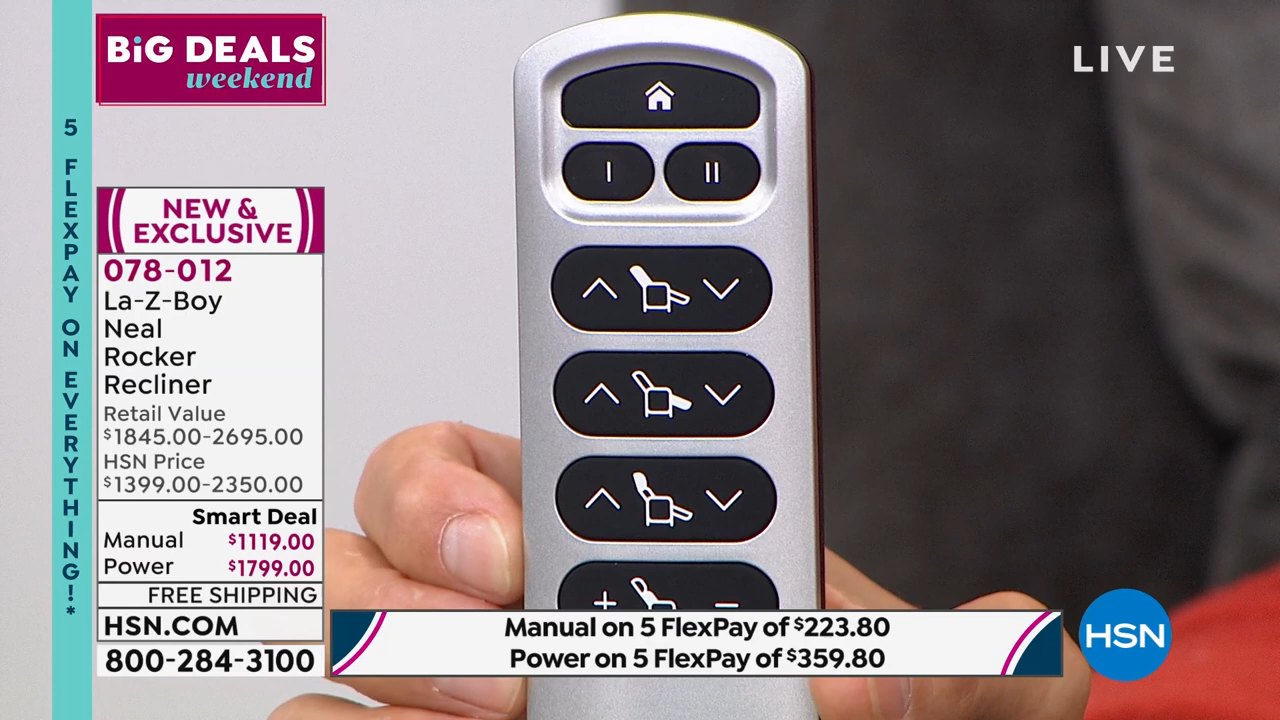 BiG DEALS
weekend
LIVE
5 FLEXPAY ON EVERYTHING!*
NEW &
EXCLUSIVE
078-012
La-Z-Boy
Neal
Rocker
Recliner
Retail Value
$1845.00-2695.00
HSN Price
$1399.00-2350.00
Smart Deal
Manual $1119.00
Power $1799.00
FREE SHIPPING
HSN.COM
800-284-3100
I II
+ −
Manual on 5 FlexPay of $223.80
Power on 5 FlexPay of $359.80
HSN